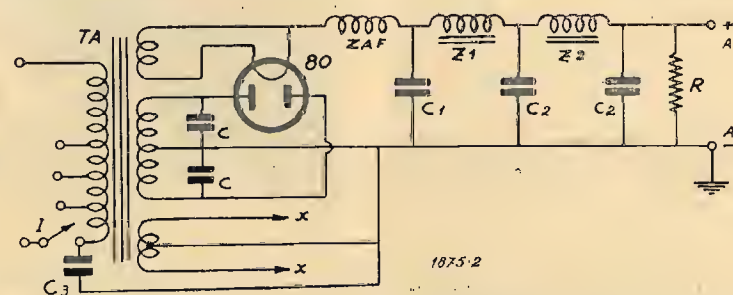 TA
80
ZAF
Z1
Z2
+
A
C
C1
C2
C2
R
C
A -
I
x
C3
x
1875-2